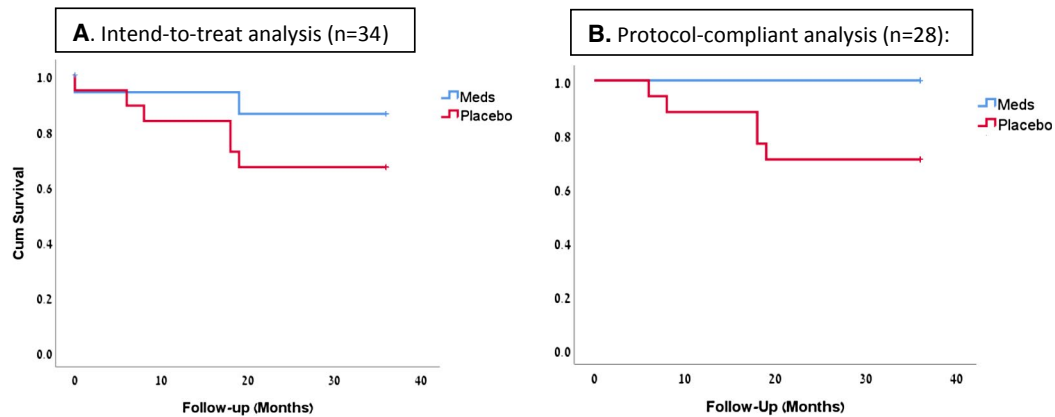 A. Intend-to-treat analysis (n=34)
1.0
0.8
0.6
0.4
0.2
0.0
Cum Survival
0
10
20
30
40
Follow-up (Months)
Meds
Placebo
B. Protocol-compliant analysis (n=28):
1.0
0.8
0.6
0.4
0.2
0.0
0
10
20
30
40
Follow-Up (Months)
Meds
Placebo